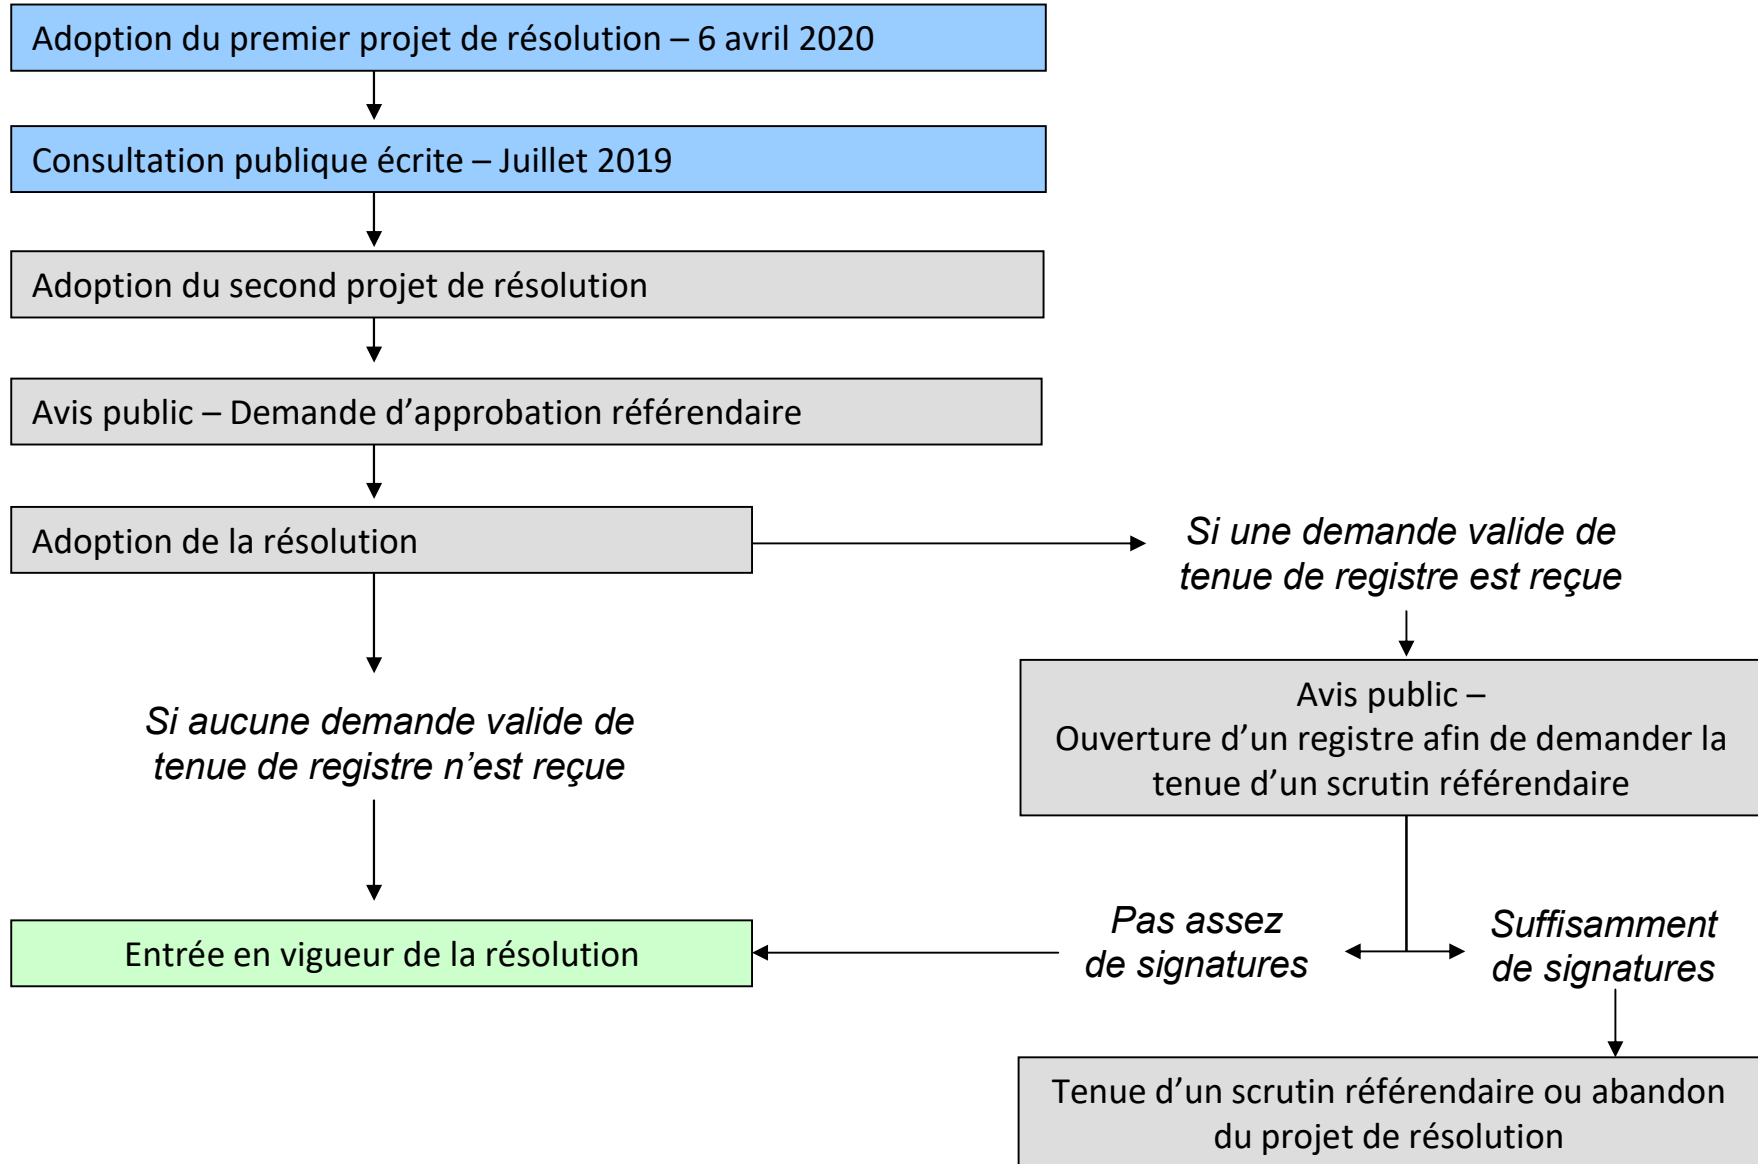 Adoption du premier projet de résolution – 6 avril 2020
Consultation publique écrite – Juillet 2019
Adoption du second projet de résolution
Avis public – Demande d’approbation référendaire
Adoption de la résolution
Si une demande valide de
tenue de registre est reçue
Si aucune demande valide de
tenue de registre n’est reçue
Avis public –
Ouverture d’un registre afin de demander la
tenue d’un scrutin référendaire
Pas assez
de signatures
Suffisamment
de signatures
Entrée en vigueur de la résolution
Tenue d’un scrutin référendaire ou abandon
du projet de résolution